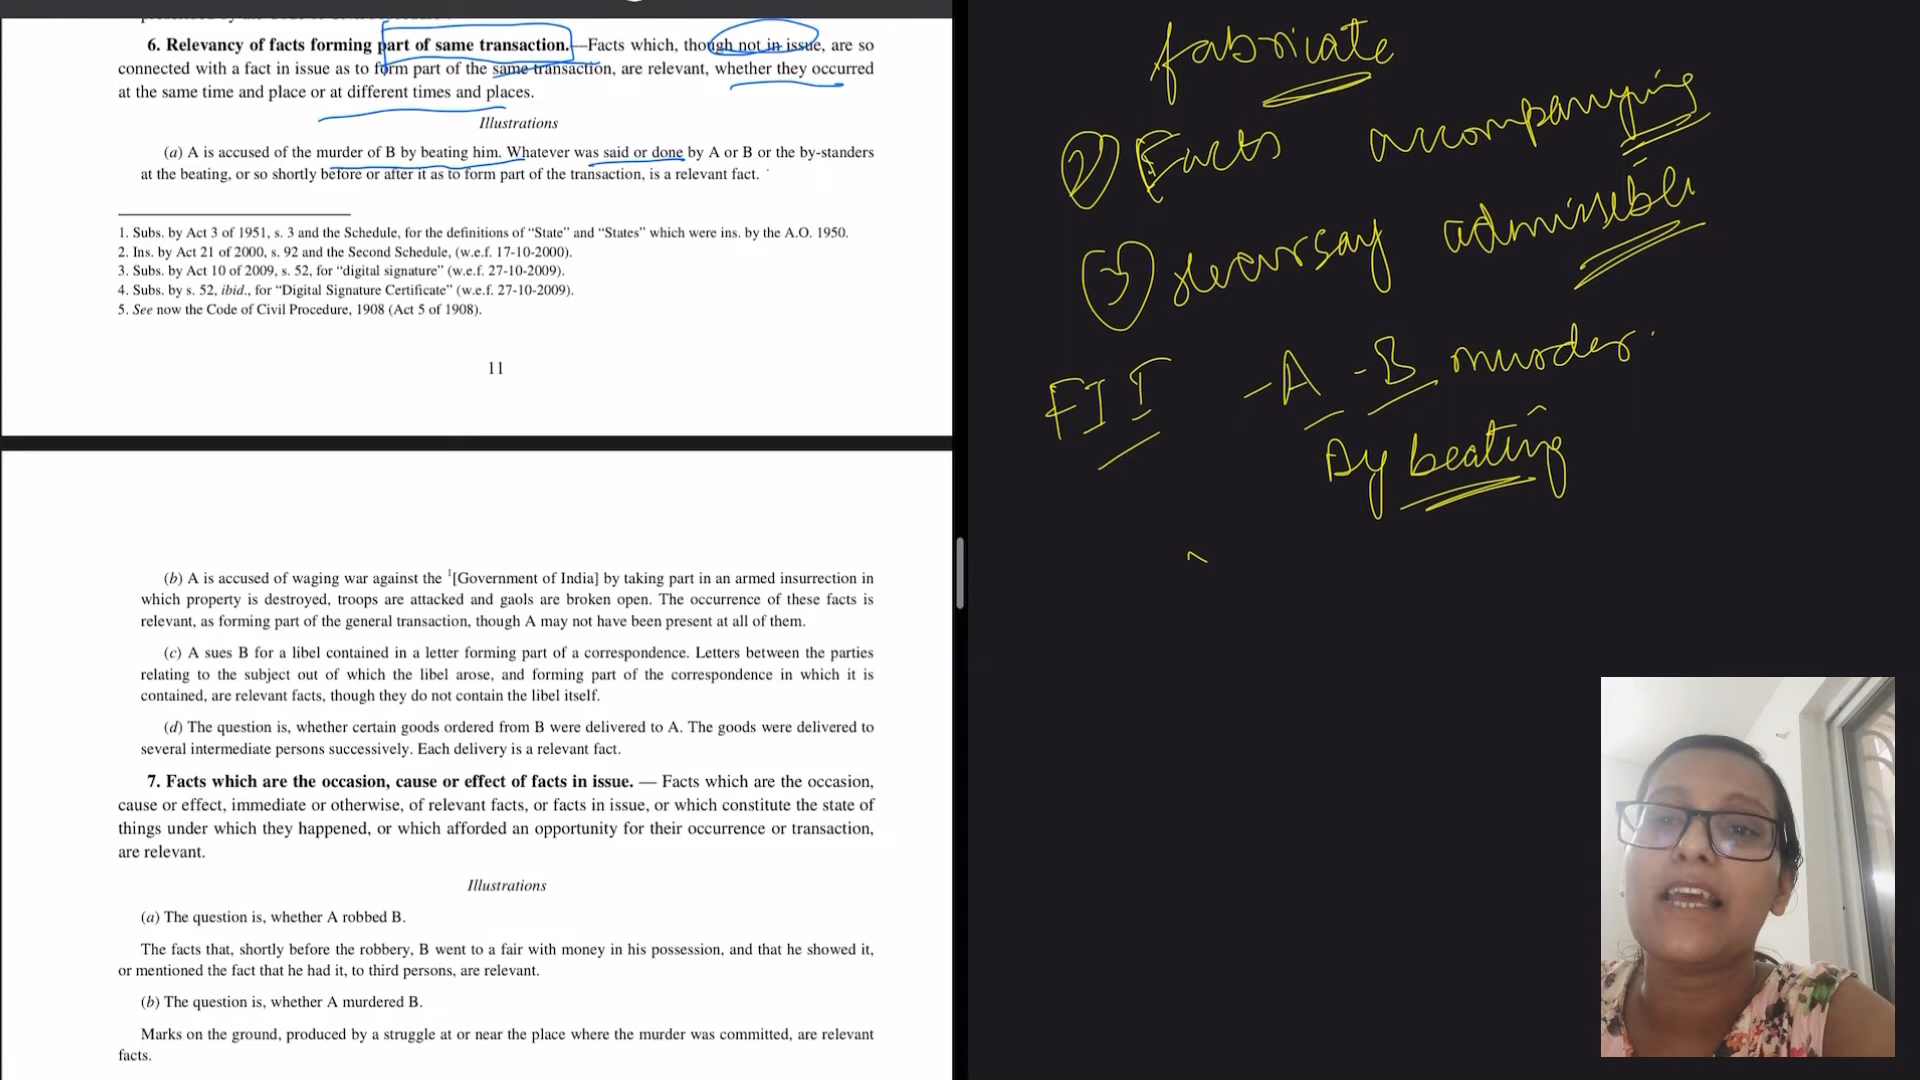 6. Relevancy of facts forming part of same transaction.—Facts which, though not in issue, are so
connected with a fact in issue as to form part of the same transaction, are relevant, whether they occurred
at the same time and place or at different times and places.
Illustrations
(a) A is accused of the murder of B by beating him. Whatever was said or done by A or B or the by-standers
at the beating, or so shortly before or after it as to form part of the transaction, is a relevant fact.
1. Subs. by Act 3 of 1951, s. 3 and the Schedule, for the definitions of “State” and “States” which were ins. by the A.O. 1950.
2. Ins. by Act 21 of 2000, s. 92 and the Second Schedule, (w.e.f. 17-10-2000).
3. Subs. by Act 10 of 2009, s. 52, for “digital signature” (w.e.f. 27-10-2009).
4. Subs. by s. 52, ibid., for “Digital Signature Certificate” (w.e.f. 27-10-2009).
5. See now the Code of Civil Procedure, 1908 (Act 5 of 1908).
11
(b) A is accused of waging war against the 1[Government of India] by taking part in an armed insurrection in
which property is destroyed, troops are attacked and gaols are broken open. The occurrence of these facts is
relevant, as forming part of the general transaction, though A may not have been present at all of them.
(c) A sues B for a libel contained in a letter forming part of a correspondence. Letters between the parties
relating to the subject out of which the libel arose, and forming part of the correspondence in which it is
contained, are relevant facts, though they do not contain the libel itself.
(d) The question is, whether certain goods ordered from B were delivered to A. The goods were delivered to
several intermediate persons successively. Each delivery is a relevant fact.
7. Facts which are the occasion, cause or effect of facts in issue. — Facts which are the occasion,
cause or effect, immediate or otherwise, of relevant facts, or facts in issue, or which constitute the state of
things under which they happened, or which afforded an opportunity for their occurrence or transaction,
are relevant.
Illustrations
(a) The question is, whether A robbed B.
The facts that, shortly before the robbery, B went to a fair with money in his possession, and that he showed it,
or mentioned the fact that he had it, to third persons, are relevant.
(b) The question is, whether A murdered B.
Marks on the ground, produced by a struggle at or near the place where the murder was committed, are relevant
facts.
fabricate
2 Facts accompanying
3 Hearsay admissible
FII - A - B murder.
By beating